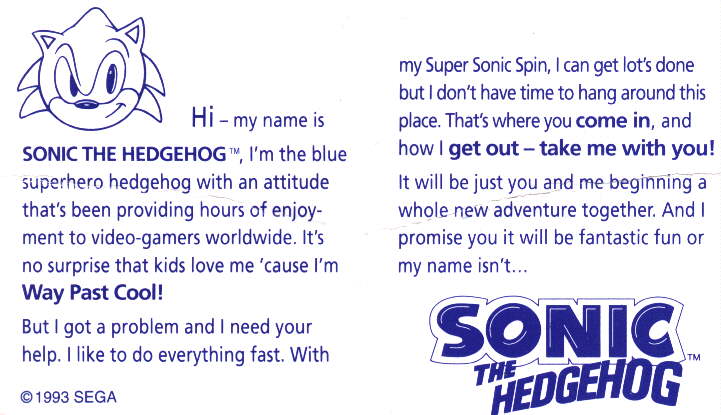 Hi – my name is
SONIC THE HEDGEHOG™, I'm the blue
superhero hedgehog with an attitude
that's been providing hours of enjoy-
ment to video-gamers worldwide. It's
no surprise that kids love me 'cause I'm
Way Past Cool!
But I got a problem and I need your
help. I like to do everything fast. With
©1993 SEGA
my Super Sonic Spin, I can get lot's done
but I don't have time to hang around this
place. That's where you come in, and
how I get out – take me with you!
It will be just you and me beginning a
whole new adventure together. And I
promise you it will be fantastic fun or
my name isn't...
SONIC
THE
HEDGEHOG™